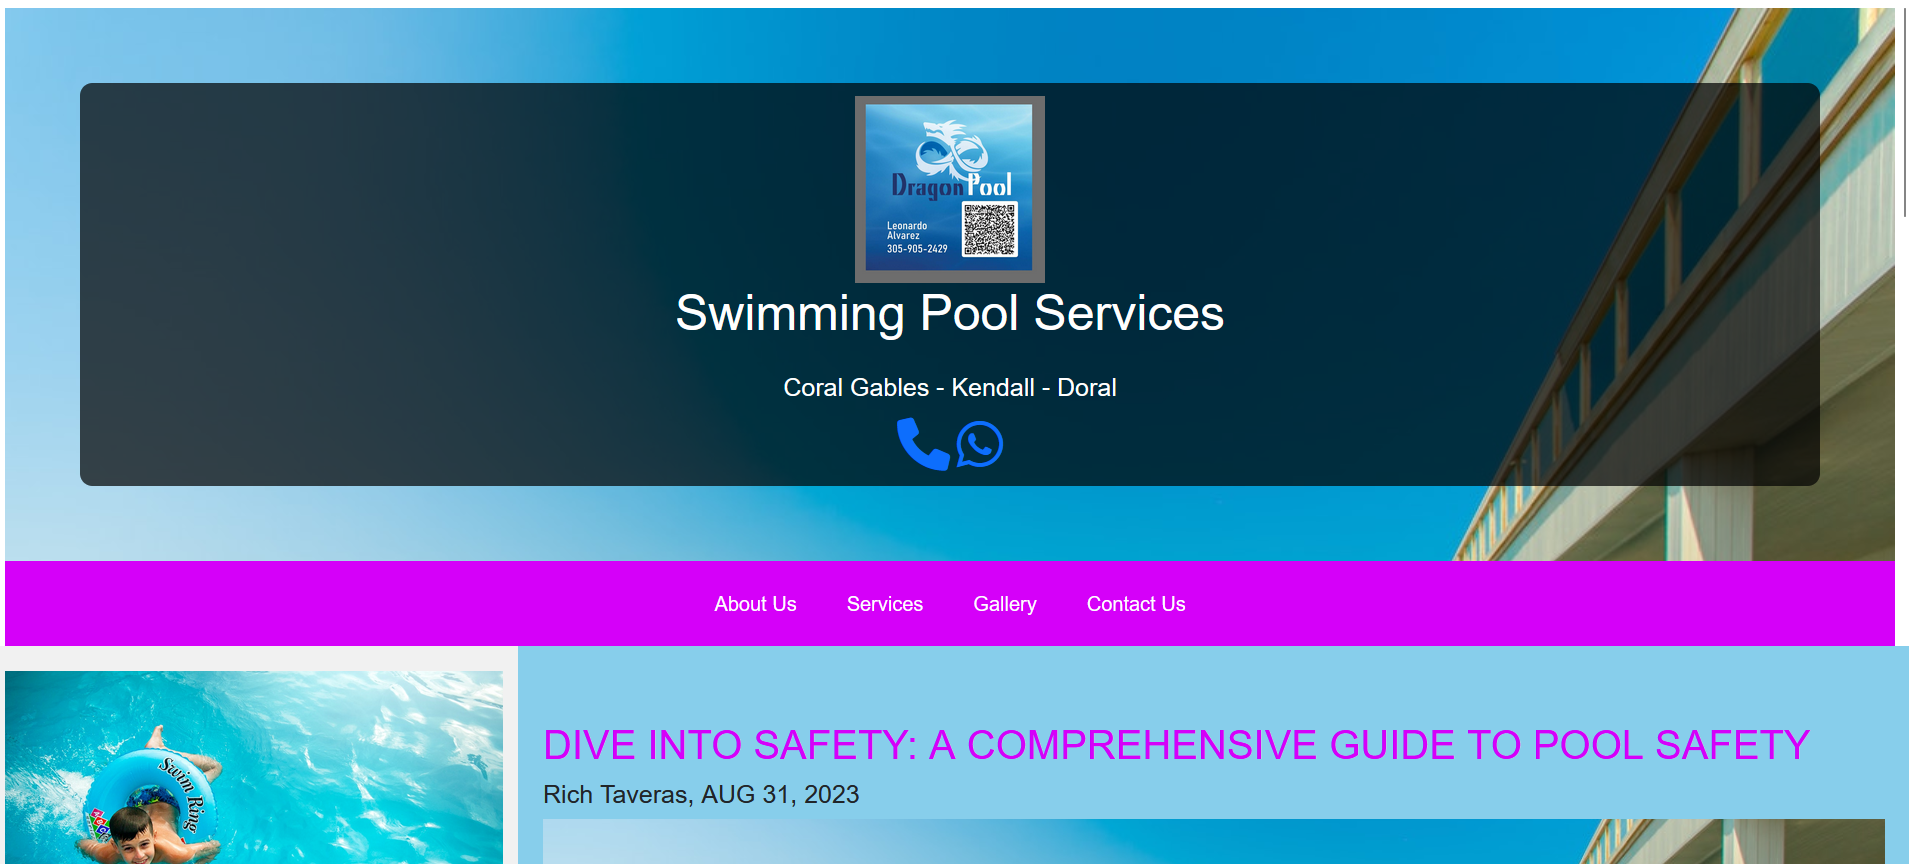 DragonPool
Leonardo
Alvarez
305-905-2429
Swimming Pool Services
Coral Gables - Kendall - Doral
About Us Services Gallery Contact Us
Swim Ring
DIVE INTO SAFETY: A COMPREHENSIVE GUIDE TO POOL SAFETY
Rich Taveras, AUG 31, 2023